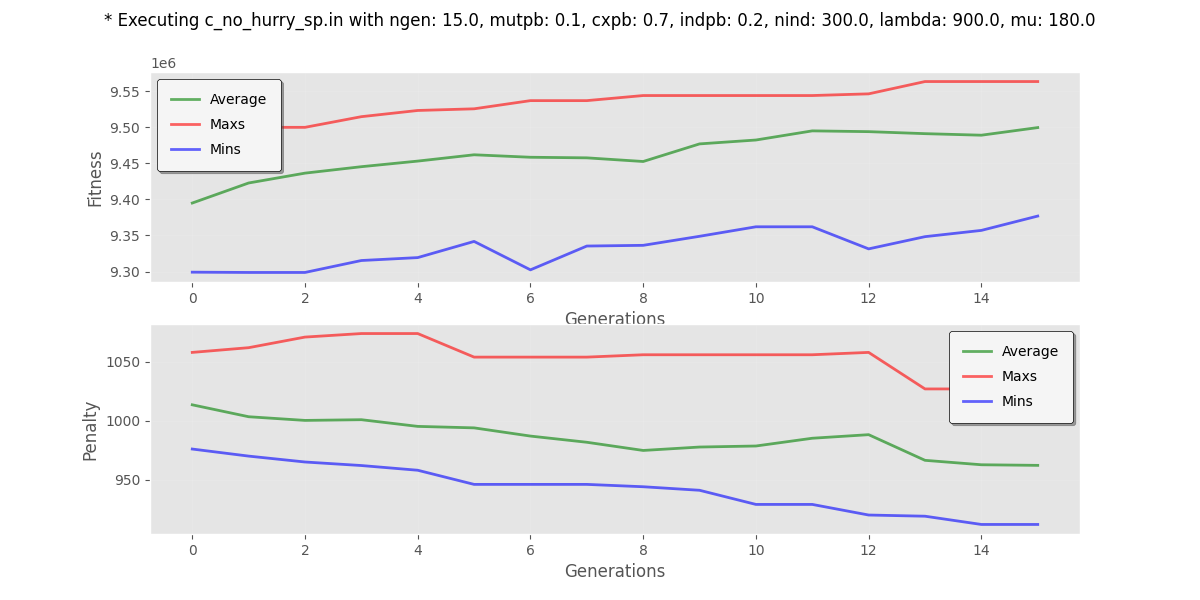 * Executing c_no_hurry_sp.in with ngen: 15.0, mutpb: 0.1, cxpb: 0.7, indpb: 0.2, nind: 300.0, lambda: 900.0, mu: 180.0
1e6
9.55
9.50
9.45
9.40
9.35
9.30
Fitness
Average
Maxs
Mins
0 2 4 6 8 10 12 14
Generations
1050
1000
950
Penalty
Average
Maxs
Mins
0 2 4 6 8 10 12 14
Generations